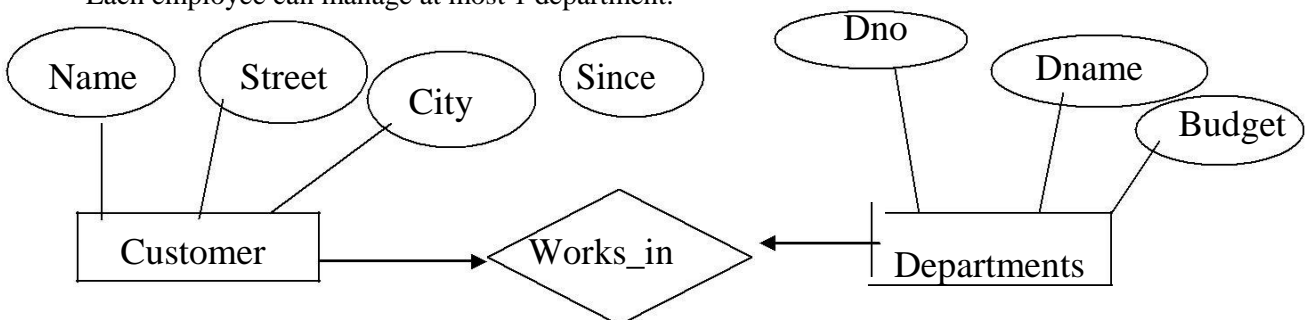 Each employee can manage at most 1 department.
Dno
Name
Street
Since
Dname
City
Budget
Customer
Works_in
Departments